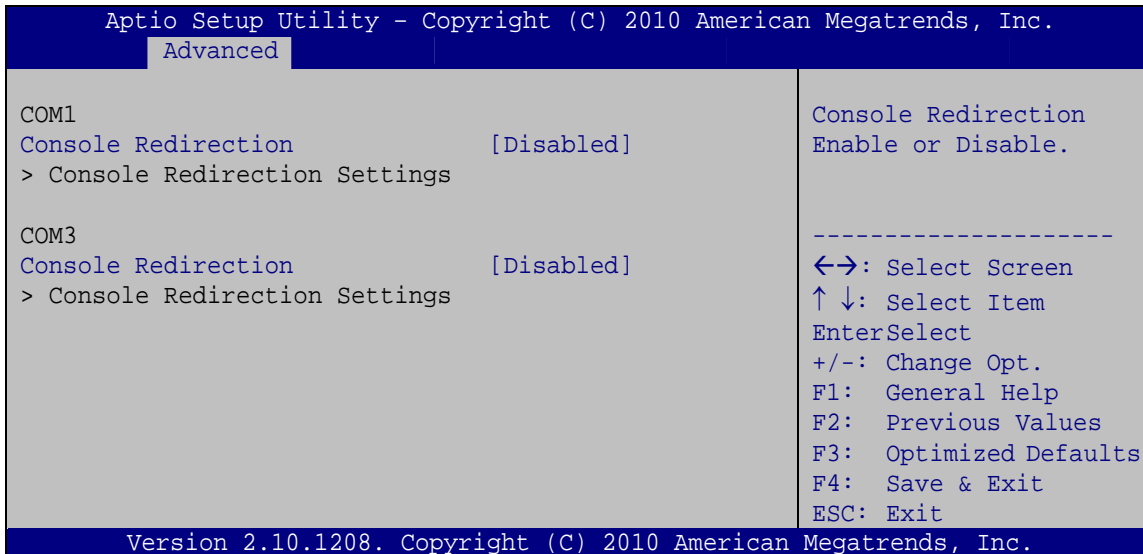 Aptio Setup Utility – Copyright (C) 2010 American Megatrends, Inc.
Advanced
COM1
Console Redirection [Disabled]
> Console Redirection Settings
COM3
Console Redirection [Disabled]
> Console Redirection Settings
Console Redirection
Enable or Disable.
---------------------
←→: Select Screen
↑ ↓: Select Item
EnterSelect
+/-: Change Opt.
F1: General Help
F2: Previous Values
F3: Optimized Defaults
F4: Save & Exit
ESC: Exit
Version 2.10.1208. Copyright (C) 2010 American Megatrends, Inc.